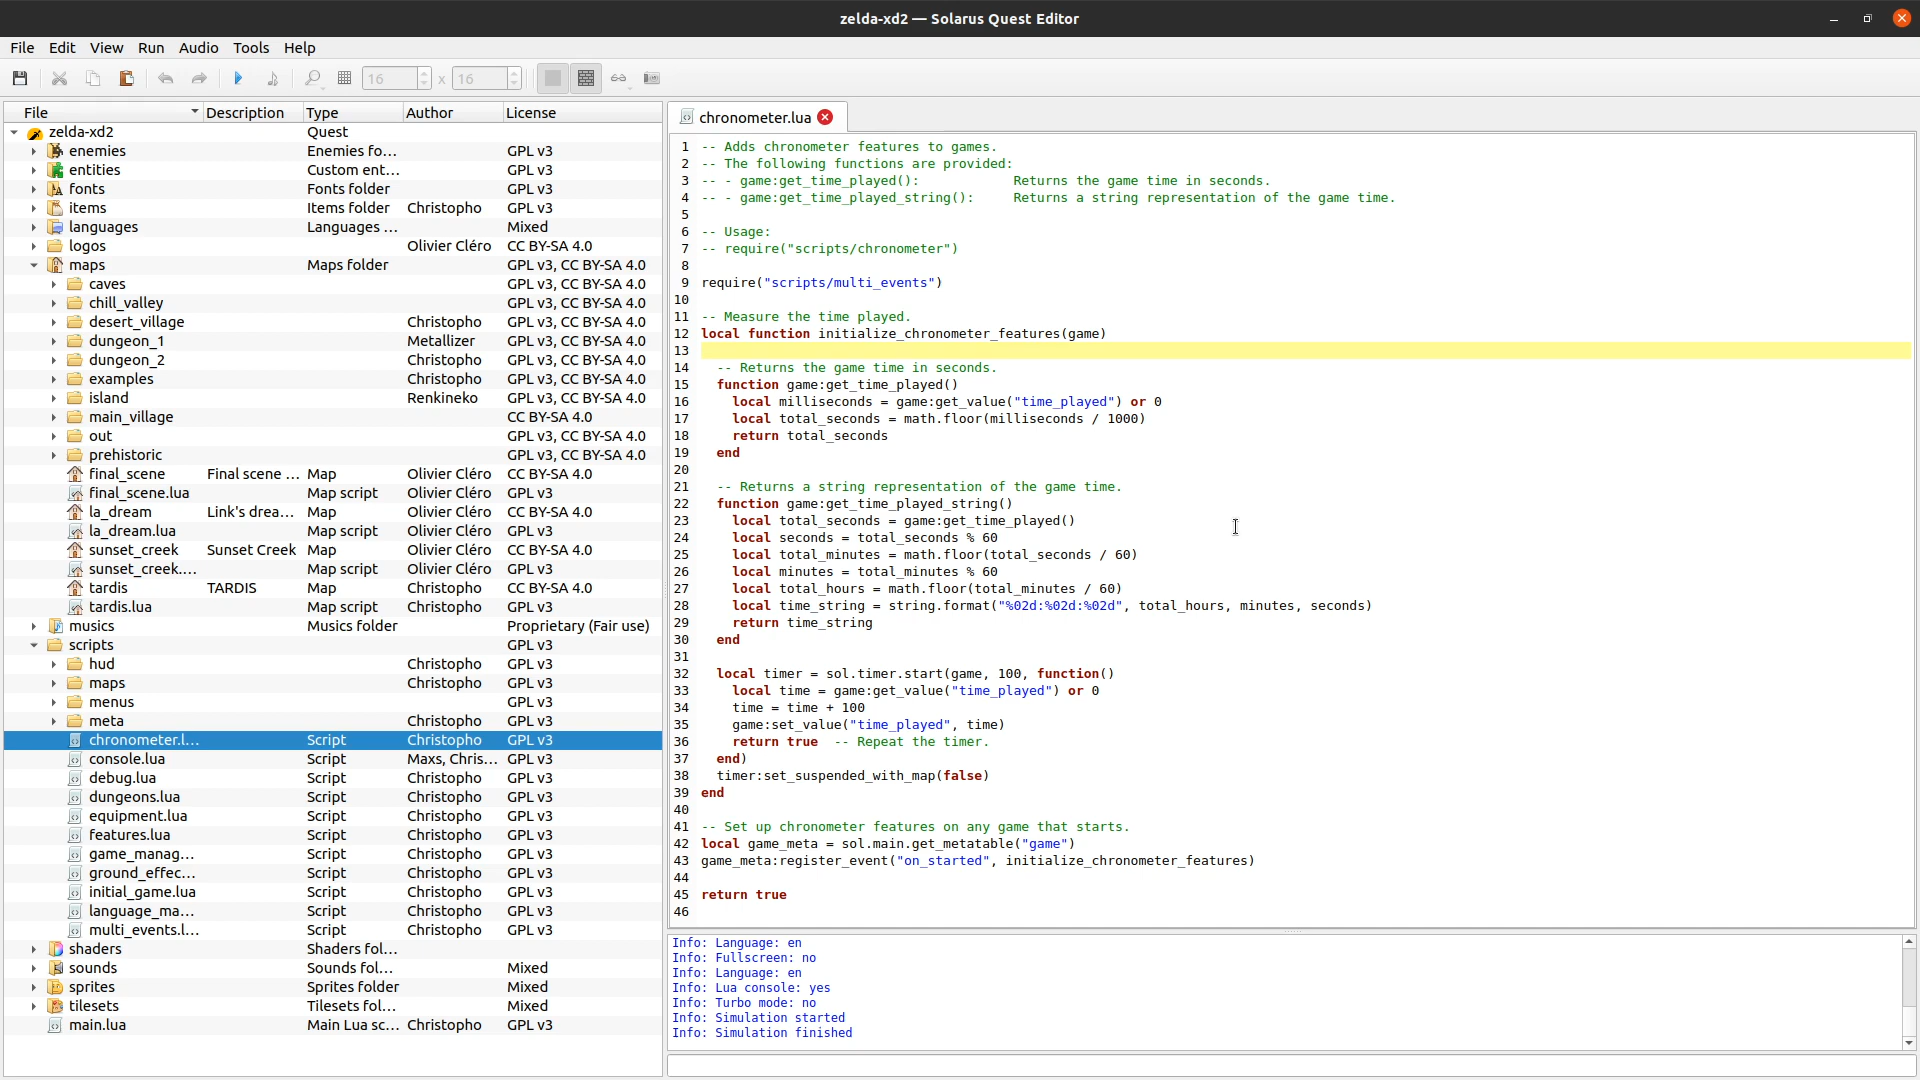 zelda-xd2 — Solarus Quest Editor
File Edit View Run Audio Tools Help
16 x 16
File Description Type Author License
zelda-xd2 Quest
enemies Enemies fo... GPL v3
entities Custom ent... GPL v3
fonts Fonts folder GPL v3
items Items folder Christopho GPL v3
languages Languages ... Mixed
logos Olivier Cléro CC BY-SA 4.0
maps Maps folder GPL v3, CC BY-SA 4.0
caves GPL v3, CC BY-SA 4.0
chill_valley GPL v3, CC BY-SA 4.0
desert_village Christopho GPL v3, CC BY-SA 4.0
dungeon_1 Metallizer GPL v3, CC BY-SA 4.0
dungeon_2 Christopho GPL v3, CC BY-SA 4.0
examples Christopho GPL v3, CC BY-SA 4.0
island Renkineko GPL v3, CC BY-SA 4.0
main_village CC BY-SA 4.0
out GPL v3, CC BY-SA 4.0
prehistoric GPL v3, CC BY-SA 4.0
final_scene Final scene ... Map Olivier Cléro CC BY-SA 4.0
final_scene.lua Map script Olivier Cléro GPL v3
la_dream Link's drea... Map Olivier Cléro CC BY-SA 4.0
la_dream.lua Map script Olivier Cléro GPL v3
sunset_creek Sunset Creek Map Olivier Cléro CC BY-SA 4.0
sunset_creek.... Map script Olivier Cléro GPL v3
tardis TARDIS Map Christopho CC BY-SA 4.0
tardis.lua Map script Christopho GPL v3
musics Musics folder Proprietary (Fair use)
scripts GPL v3
hud Christopho GPL v3
maps Christopho GPL v3
menus GPL v3
meta Christopho GPL v3
chronometer.l... Script Christopho GPL v3
console.lua Script Maxs, Chris... GPL v3
debug.lua Script Christopho GPL v3
dungeons.lua Script Christopho GPL v3
equipment.lua Script Christopho GPL v3
features.lua Script Christopho GPL v3
game_manag... Script Christopho GPL v3
ground_effec... Script Christopho GPL v3
initial_game.lua Script Christopho GPL v3
language_ma... Script Christopho GPL v3
multi_events.l... Script Christopho GPL v3
shaders Shaders fol...
sounds Sounds fol... Mixed
sprites Sprites folder Mixed
tilesets Tilesets fol... Mixed
main.lua Main Lua sc... Christopho GPL v3
chronometer.lua
1 -- Adds chronometer features to games.
2 -- The following functions are provided:
3 -- - game:get_time_played(): Returns the game time in seconds.
4 -- - game:get_time_played_string(): Returns a string representation of the game time.
5
6 -- Usage:
7 -- require("scripts/chronometer")
8
9 require("scripts/multi_events")
10
11 -- Measure the time played.
12 local function initialize_chronometer_features(game)
13
14 -- Returns the game time in seconds.
15 function game:get_time_played()
16 local milliseconds = game:get_value("time_played") or 0
17 local total_seconds = math.floor(milliseconds / 1000)
18 return total_seconds
19 end
20
21 -- Returns a string representation of the game time.
22 function game:get_time_played_string()
23 local total_seconds = game:get_time_played()
24 local seconds = total_seconds % 60
25 local total_minutes = math.floor(total_seconds / 60)
26 local minutes = total_minutes % 60
27 local total_hours = math.floor(total_minutes / 60)
28 local time_string = string.format("%02d:%02d:%02d", total_hours, minutes, seconds)
29 return time_string
30 end
31
32 local timer = sol.timer.start(game, 100, function()
33 local time = game:get_value("time_played") or 0
34 time = time + 100
35 game:set_value("time_played", time)
36 return true -- Repeat the timer.
37 end)
38 timer:set_suspended_with_map(false)
39 end
40
41 -- Set up chronometer features on any game that starts.
42 local game_meta = sol.main.get_metatable("game")
43 game_meta:register_event("on_started", initialize_chronometer_features)
44
45 return true
46
Info: Language: en
Info: Fullscreen: no
Info: Language: en
Info: Lua console: yes
Info: Turbo mode: no
Info: Simulation started
Info: Simulation finished